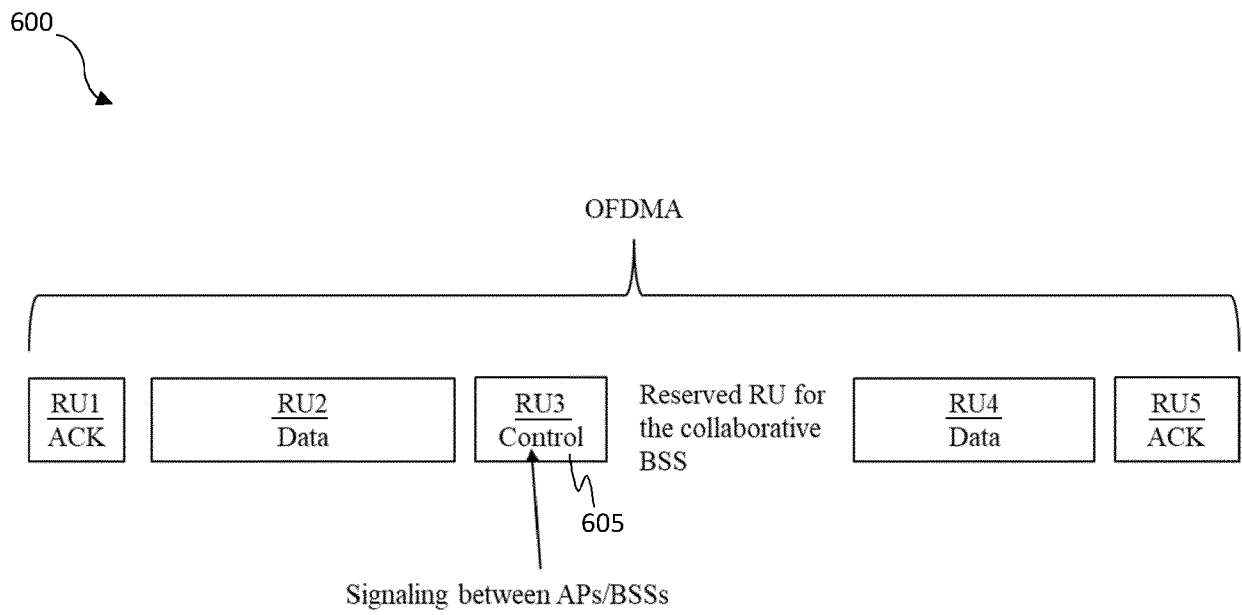 600
OFDMA
RU1
ACK
RU2
Data
RU3
Control
Reserved RU for
the collaborative
BSS
RU4
Data
RU5
ACK
605
Signaling between APs/BSSs